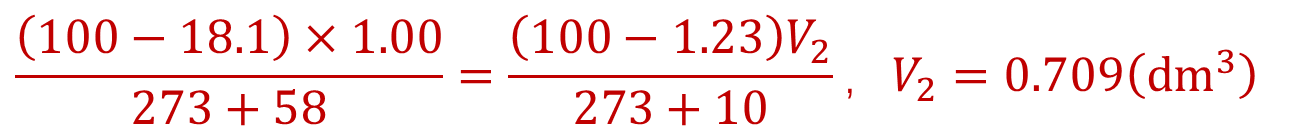 (100 − 18.1) × 1.00 / 273 + 58 = (100 − 1.23)V₂ / 273 + 10 , V₂ = 0.709(dm³)